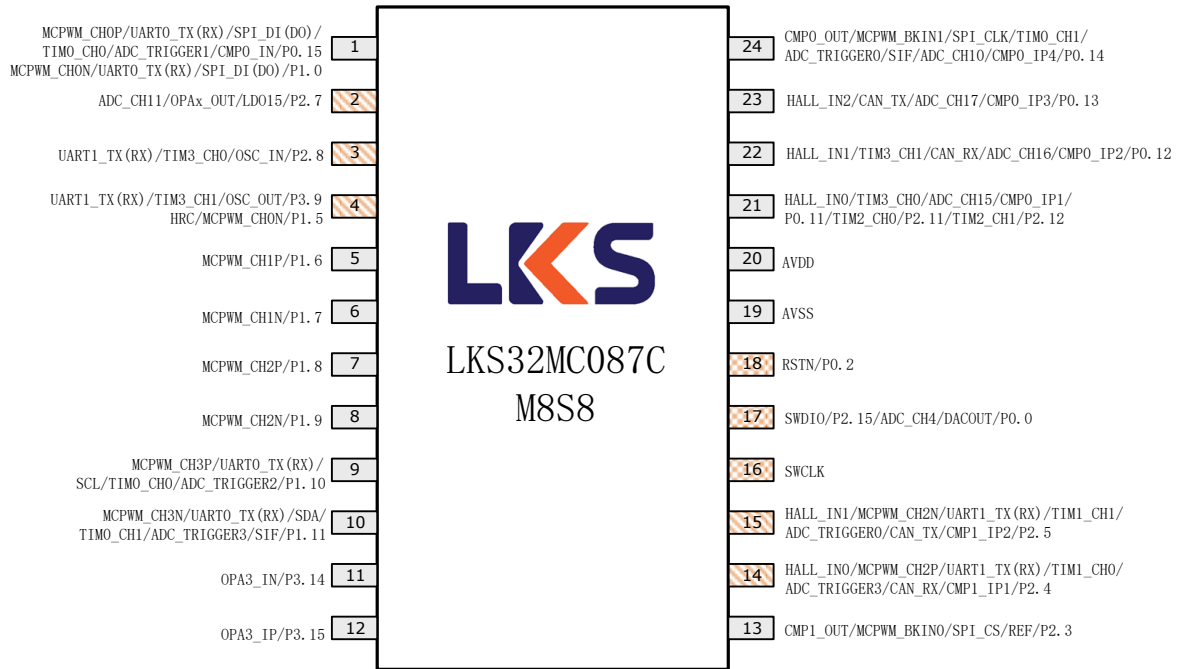 MCPWM_CH0P/UART0_TX(RX)/SPI_DI(DO)/
TIM0_CH0/ADC_TRIGGER1/CMP0_IN/P0.15
MCPWM_CH0N/UART0_TX(RX)/SPI_DI(DO)/P1.0
1
ADC_CH11/OPAx_OUT/LDO15/P2.7
2
UART1_TX(RX)/TIM3_CH0/OSC_IN/P2.8
3
UART1_TX(RX)/TIM3_CH1/OSC_OUT/P3.9
HRC/MCPWM_CH0N/P1.5
4
MCPWM_CH1P/P1.6
5
MCPWM_CH1N/P1.7
6
MCPWM_CH2P/P1.8
7
MCPWM_CH2N/P1.9
8
MCPWM_CH3P/UART0_TX(RX)/
SCL/TIM0_CH0/ADC_TRIGGER2/P1.10
9
MCPWM_CH3N/UART0_TX(RX)/SDA/
TIM0_CH1/ADC_TRIGGER3/SIF/P1.11
10
OPA3_IN/P3.14
11
OPA3_IP/P3.15
12
LKS
LKS32MC087C
M8S8
24
CMP0_OUT/MCPWM_BKIN1/SPI_CLK/TIM0_CH1/
ADC_TRIGGER0/SIF/ADC_CH10/CMP0_IP4/P0.14
23
HALL_IN2/CAN_TX/ADC_CH17/CMP0_IP3/P0.13
22
HALL_IN1/TIM3_CH1/CAN_RX/ADC_CH16/CMP0_IP2/P0.12
21
HALL_IN0/TIM3_CH0/ADC_CH15/CMP0_IP1/
P0.11/TIM2_CH0/P2.11/TIM2_CH1/P2.12
20
AVDD
19
AVSS
18
RSTN/P0.2
17
SWDIO/P2.15/ADC_CH4/DACOUT/P0.0
16
SWCLK
15
HALL_IN1/MCPWM_CH2N/UART1_TX(RX)/TIM1_CH1/
ADC_TRIGGER0/CAN_TX/CMP1_IP2/P2.5
14
HALL_IN0/MCPWM_CH2P/UART1_TX(RX)/TIM1_CH0/
ADC_TRIGGER3/CAN_RX/CMP1_IP1/P2.4
13
CMP1_OUT/MCPWM_BKIN0/SPI_CS/REF/P2.3